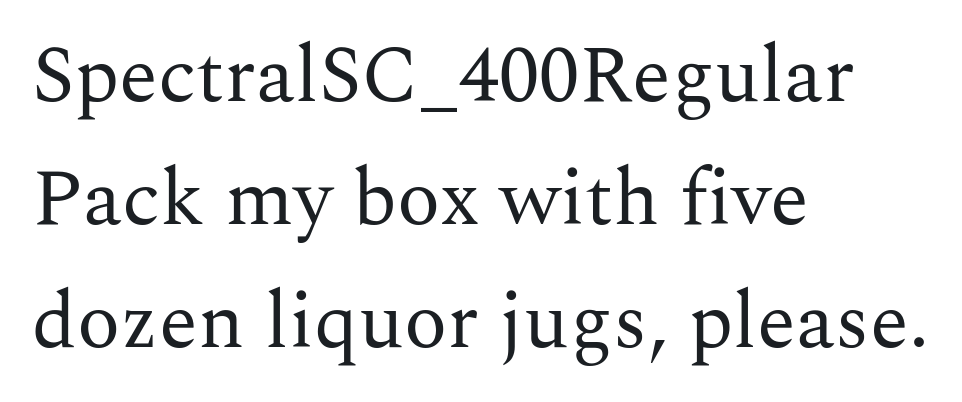 SpectralSC_400Regular
Pack my box with five
dozen liquor jugs, please.